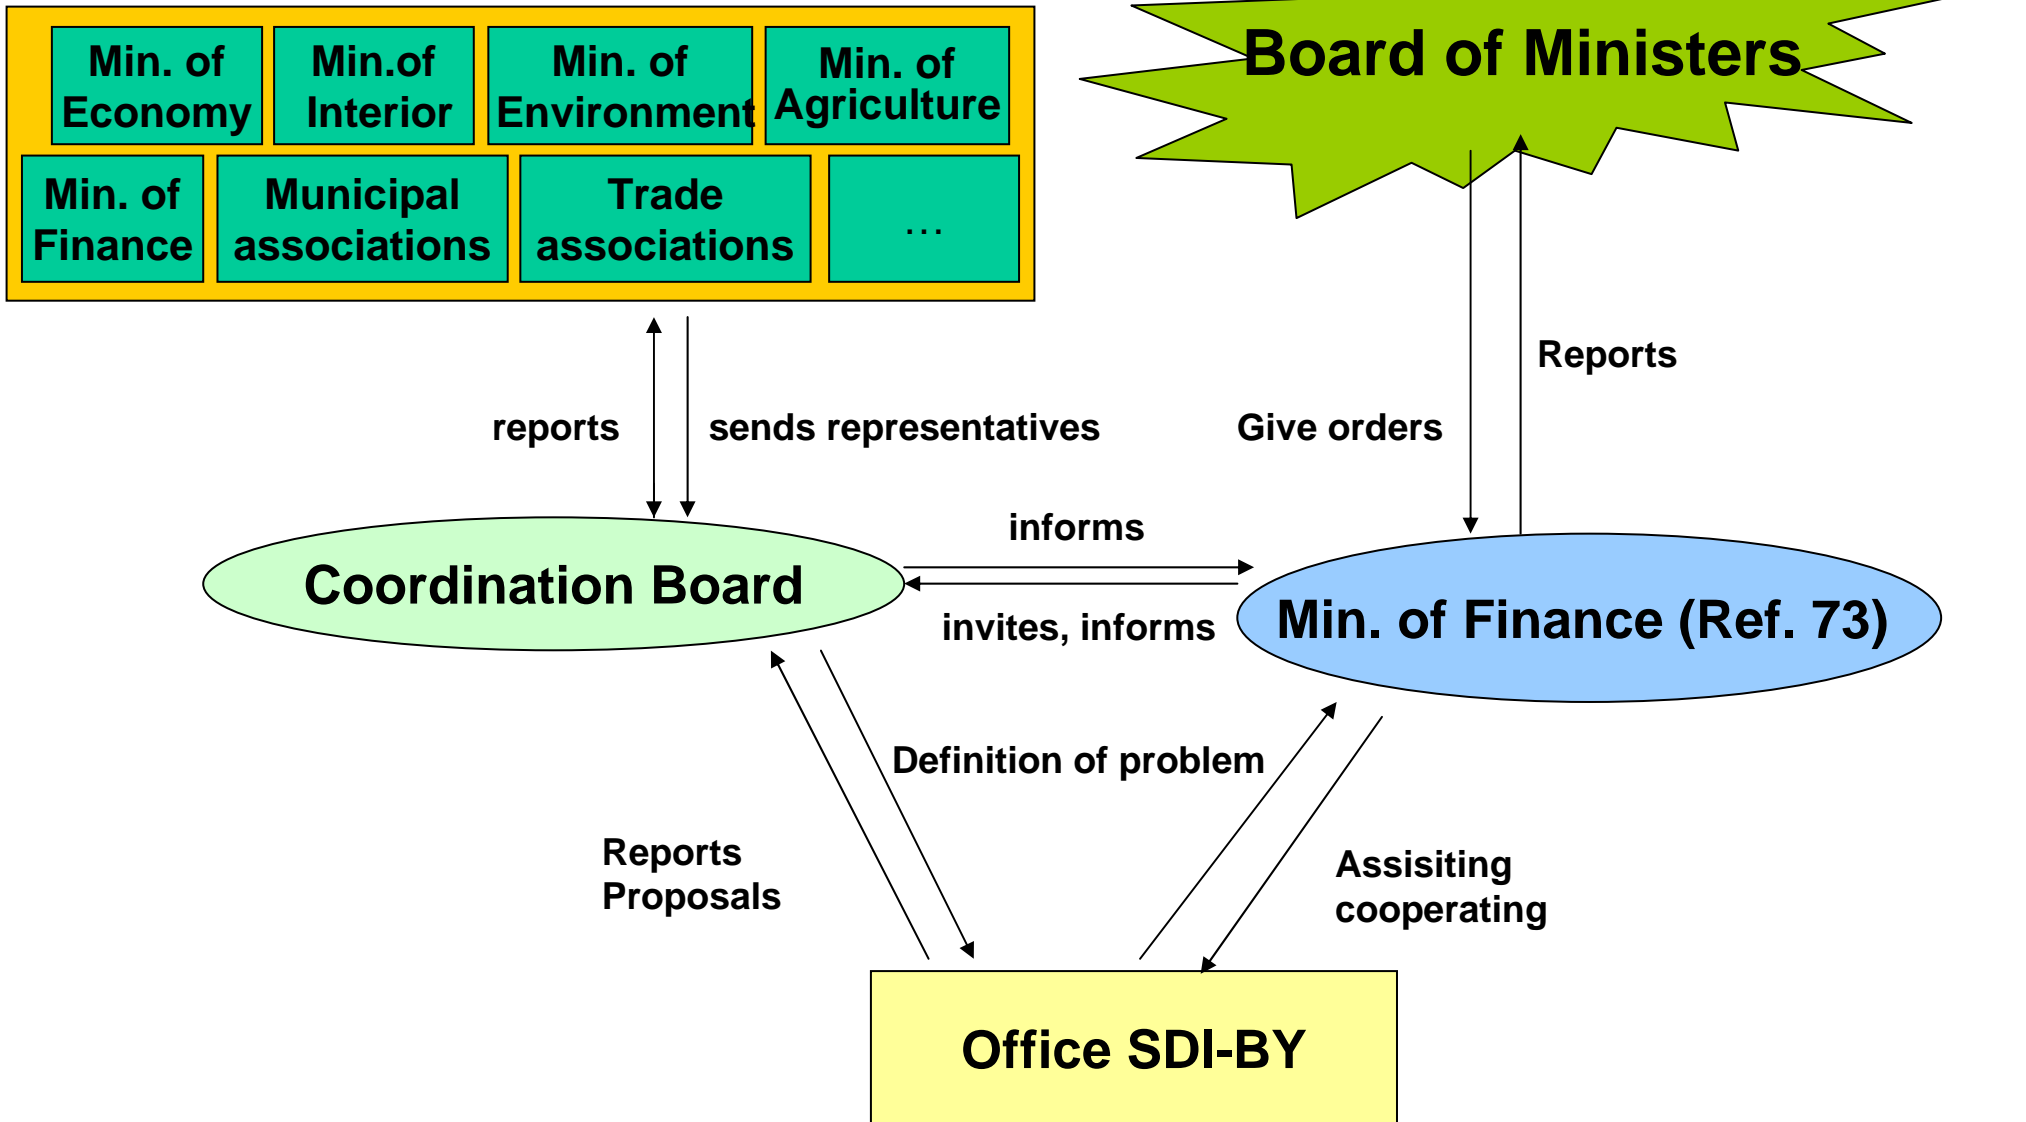 Min. of
Economy
Min.of
Interior
Min. of
Environment
Min. of
Agriculture
Board of Ministers
Min. of
Finance
Municipal
associations
Trade
associations
...
Reports
reports
sends representatives
Give orders
informs
Coordination Board
invites, informs
Min. of Finance (Ref. 73)
Definition of problem
Reports
Proposals
Assisiting
cooperating
Office SDI-BY